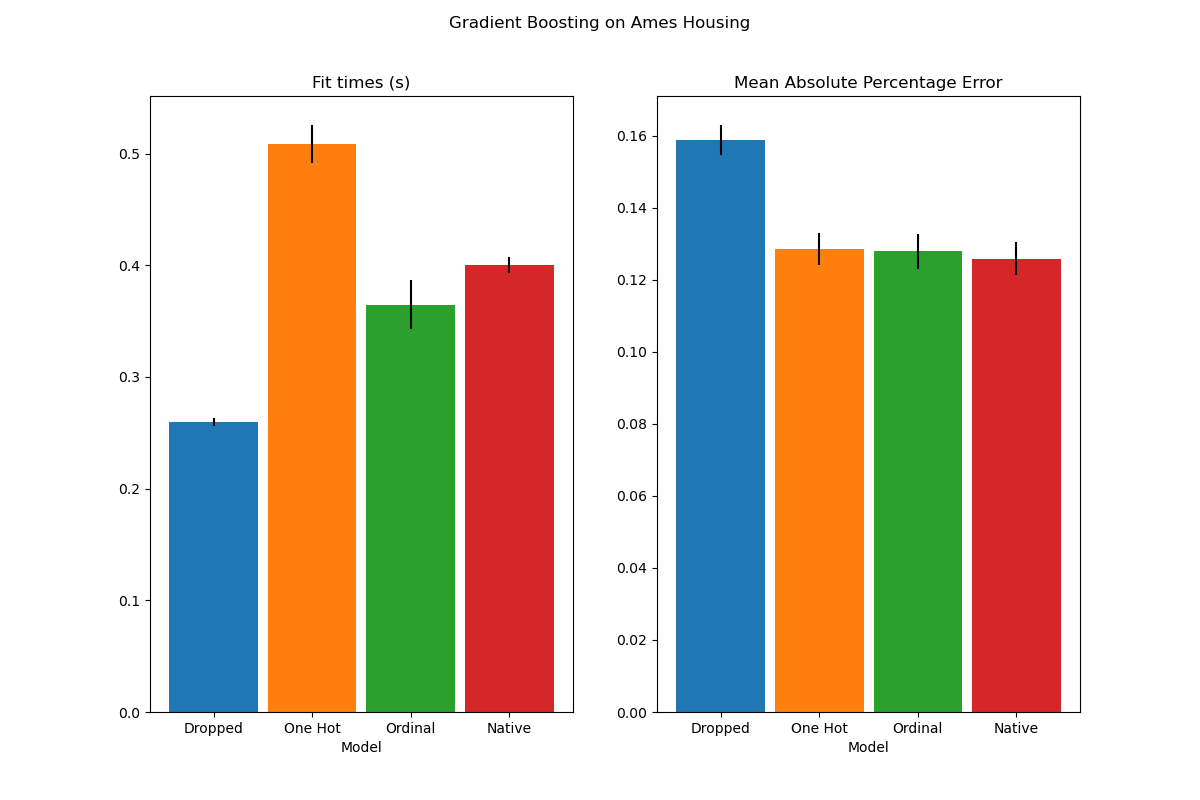 Gradient Boosting on Ames Housing
Fit times (s)
0.5
0.4
0.3
0.2
0.1
0.0
Dropped One Hot Ordinal Native
Model
Mean Absolute Percentage Error
0.16
0.14
0.12
0.10
0.08
0.06
0.04
0.02
0.00
Dropped One Hot Ordinal Native
Model